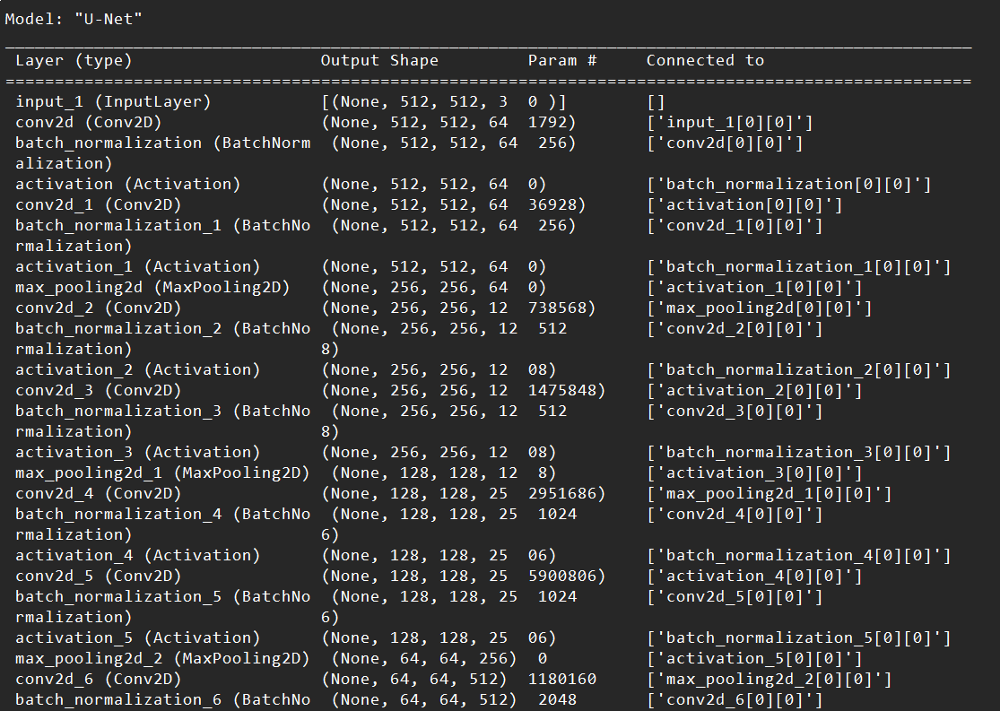 Model: "U-Net"
__________________________________________________________________________________________________
Layer (type) Output Shape Param # Connected to
==================================================================================================
input_1 (InputLayer) [(None, 512, 512, 3 0 )] []
conv2d (Conv2D) (None, 512, 512, 64 1792) ['input_1[0][0]']
batch_normalization (BatchNorm (None, 512, 512, 64 256) ['conv2d[0][0]']
alization)
activation (Activation) (None, 512, 512, 64 0) ['batch_normalization[0][0]']
conv2d_1 (Conv2D) (None, 512, 512, 64 36928) ['activation[0][0]']
batch_normalization_1 (BatchNo (None, 512, 512, 64 256) ['conv2d_1[0][0]']
rmalization)
activation_1 (Activation) (None, 512, 512, 64 0) ['batch_normalization_1[0][0]']
max_pooling2d (MaxPooling2D) (None, 256, 256, 64 0) ['activation_1[0][0]']
conv2d_2 (Conv2D) (None, 256, 256, 12 738568) ['max_pooling2d[0][0]']
batch_normalization_2 (BatchNo (None, 256, 256, 12 512 ['conv2d_2[0][0]']
rmalization) 8)
activation_2 (Activation) (None, 256, 256, 12 08) ['batch_normalization_2[0][0]']
conv2d_3 (Conv2D) (None, 256, 256, 12 1475848) ['activation_2[0][0]']
batch_normalization_3 (BatchNo (None, 256, 256, 12 512 ['conv2d_3[0][0]']
rmalization) 8)
activation_3 (Activation) (None, 256, 256, 12 08) ['batch_normalization_3[0][0]']
max_pooling2d_1 (MaxPooling2D) (None, 128, 128, 12 8) ['activation_3[0][0]']
conv2d_4 (Conv2D) (None, 128, 128, 25 2951686) ['max_pooling2d_1[0][0]']
batch_normalization_4 (BatchNo (None, 128, 128, 25 1024 ['conv2d_4[0][0]']
rmalization) 6)
activation_4 (Activation) (None, 128, 128, 25 06) ['batch_normalization_4[0][0]']
conv2d_5 (Conv2D) (None, 128, 128, 25 5900806) ['activation_4[0][0]']
batch_normalization_5 (BatchNo (None, 128, 128, 25 1024 ['conv2d_5[0][0]']
rmalization) 6)
activation_5 (Activation) (None, 128, 128, 25 06) ['batch_normalization_5[0][0]']
max_pooling2d_2 (MaxPooling2D) (None, 64, 64, 256) 0 ['activation_5[0][0]']
conv2d_6 (Conv2D) (None, 64, 64, 512) 1180160 ['max_pooling2d_2[0][0]']
batch_normalization_6 (BatchNo (None, 64, 64, 512) 2048 ['conv2d_6[0][0]']